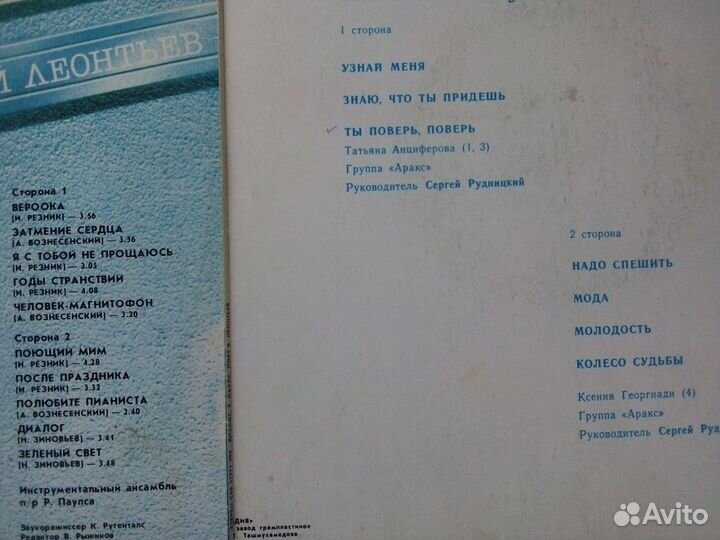 Й ЛЕОНТЬЕВ
Сторона 1
ВЕРООКА
(И. РЕЗНИК) — 3.56
ЗАТМЕНИЕ СЕРДЦА
(А. ВОЗНЕСЕНСКИЙ) — 3.36
Я С ТОБОЙ НЕ ПРОЩАЮСЬ
(И. РЕЗНИК) — 3.05
ГОДЫ СТРАНСТВИЙ
(И. РЕЗНИК) — 4.08
ЧЕЛОВЕК-МАГНИТОФОН
(А. ВОЗНЕСЕНСКИЙ) — 3.20
Сторона 2
ПОЮЩИЙ МИМ
(И. РЕЗНИК) — 4.28
ПОСЛЕ ПРАЗДНИКА
(И. РЕЗНИК) — 3.32
ПОЛЮБИТЕ ПИАНИСТА
(А. ВОЗНЕСЕНСКИЙ) — 2.40
ДИАЛОГ
(Н. ЗИНОВЬЕВ) — 3.41
ЗЕЛЕНЫЙ СВЕТ
(Н. ЗИНОВЬЕВ) — 3.48
Инструментальный ансамбль
п/р Р. Паулса
Звукорежиссер К. Ругенталс
Редактор В. Рыжиков
1 сторона
УЗНАЙ МЕНЯ
ЗНАЮ, ЧТО ТЫ ПРИДЕШЬ
ТЫ ПОВЕРЬ, ПОВЕРЬ
Татьяна Анциферова (1, 3)
Группа «Аракс»
Руководитель Сергей Рудницкий
2 сторона
НАДО СПЕШИТЬ
МОДА
МОЛОДОСТЬ
КОЛЕСО СУДЬБЫ
Ксения Георгиади (4)
Группа «Аракс»
Руководитель Сергей Рудн
ДИЯ»
завод грампластинок
Г. Ташмухамедова
Avito